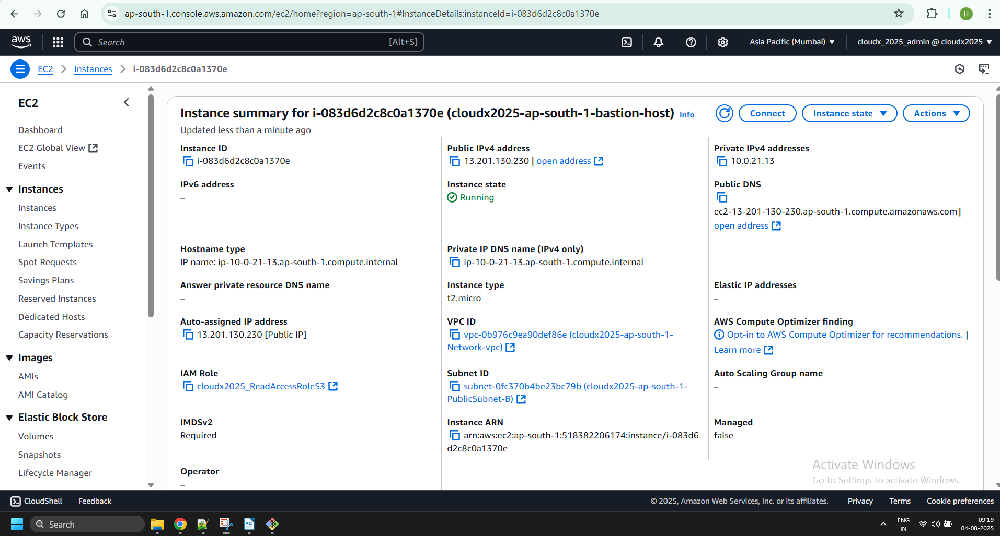 ap-south-1.console.aws.amazon.com/ec2/home?region=ap-south-1#InstanceDetails:instanceId=i-083d6d2c8c0a1370e
H
aws
Search [Alt+S]
Asia Pacific (Mumbai)
cloudx_2025_admin @ cloudx2025
EC2 > Instances > i-083d6d2c8c0a1370e
EC2
Dashboard
EC2 Global View
Events
Instances
Instances
Instance Types
Launch Templates
Spot Requests
Savings Plans
Reserved Instances
Dedicated Hosts
Capacity Reservations
Images
AMIs
AMI Catalog
Elastic Block Store
Volumes
Snapshots
Lifecycle Manager
Instance summary for i-083d6d2c8c0a1370e (cloudx2025-ap-south-1-bastion-host) Info
Connect
Instance state
Actions
Updated less than a minute ago
Instance ID
i-083d6d2c8c0a1370e
Public IPv4 address
13.201.130.230 | open address
Private IPv4 addresses
10.0.21.13
IPv6 address
–
Instance state
Running
Public DNS
ec2-13-201-130-230.ap-south-1.compute.amazonaws.com |
open address
Hostname type
IP name: ip-10-0-21-13.ap-south-1.compute.internal
Private IP DNS name (IPv4 only)
ip-10-0-21-13.ap-south-1.compute.internal
Answer private resource DNS name
–
Instance type
t2.micro
Elastic IP addresses
–
Auto-assigned IP address
13.201.130.230 [Public IP]
VPC ID
vpc-0b976c9ea90def86e (cloudx2025-ap-south-1-
Network-vpc)
AWS Compute Optimizer finding
Opt-in to AWS Compute Optimizer for recommendations. |
Learn more
IAM Role
cloudx2025_ReadAccessRoleS3
Subnet ID
subnet-0fc370b4be23bc79b (cloudx2025-ap-south-1-
PublicSubnet-B)
Auto Scaling Group name
–
IMDSv2
Required
Instance ARN
arn:aws:ec2:ap-south-1:518382206174:instance/i-083d6
d2c8c0a1370e
Managed
false
Operator
–
Activate Windows
Go to Settings to activate Windows.
CloudShell
Feedback
© 2025, Amazon Web Services, Inc. or its affiliates.
Privacy
Terms
Cookie preferences
Search
ENG
IN
09:19
04-08-2025